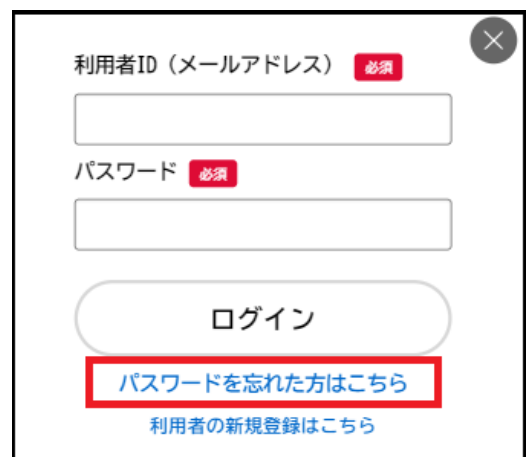 利用者ID（メールアドレス） 必須
パスワード 必須
ログイン
パスワードを忘れた方はこちら
利用者の新規登録はこちら